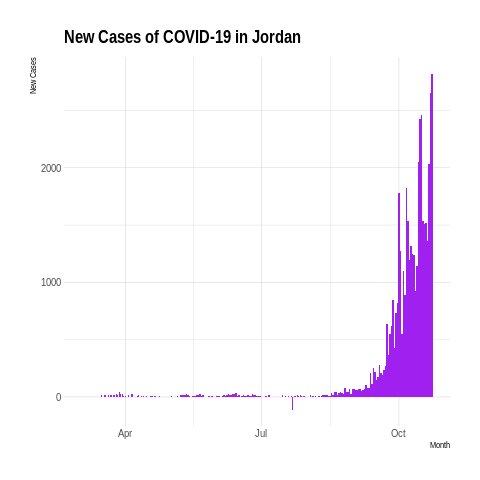 New Cases of COVID-19 in Jordan
New Cases
2000
1000
0
Apr
Jul
Oct
Month